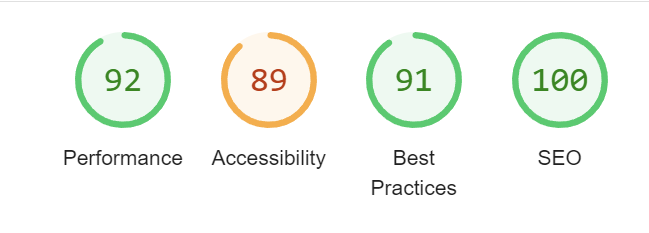 92 89 91 100
Performance Accessibility Best SEO
Practices